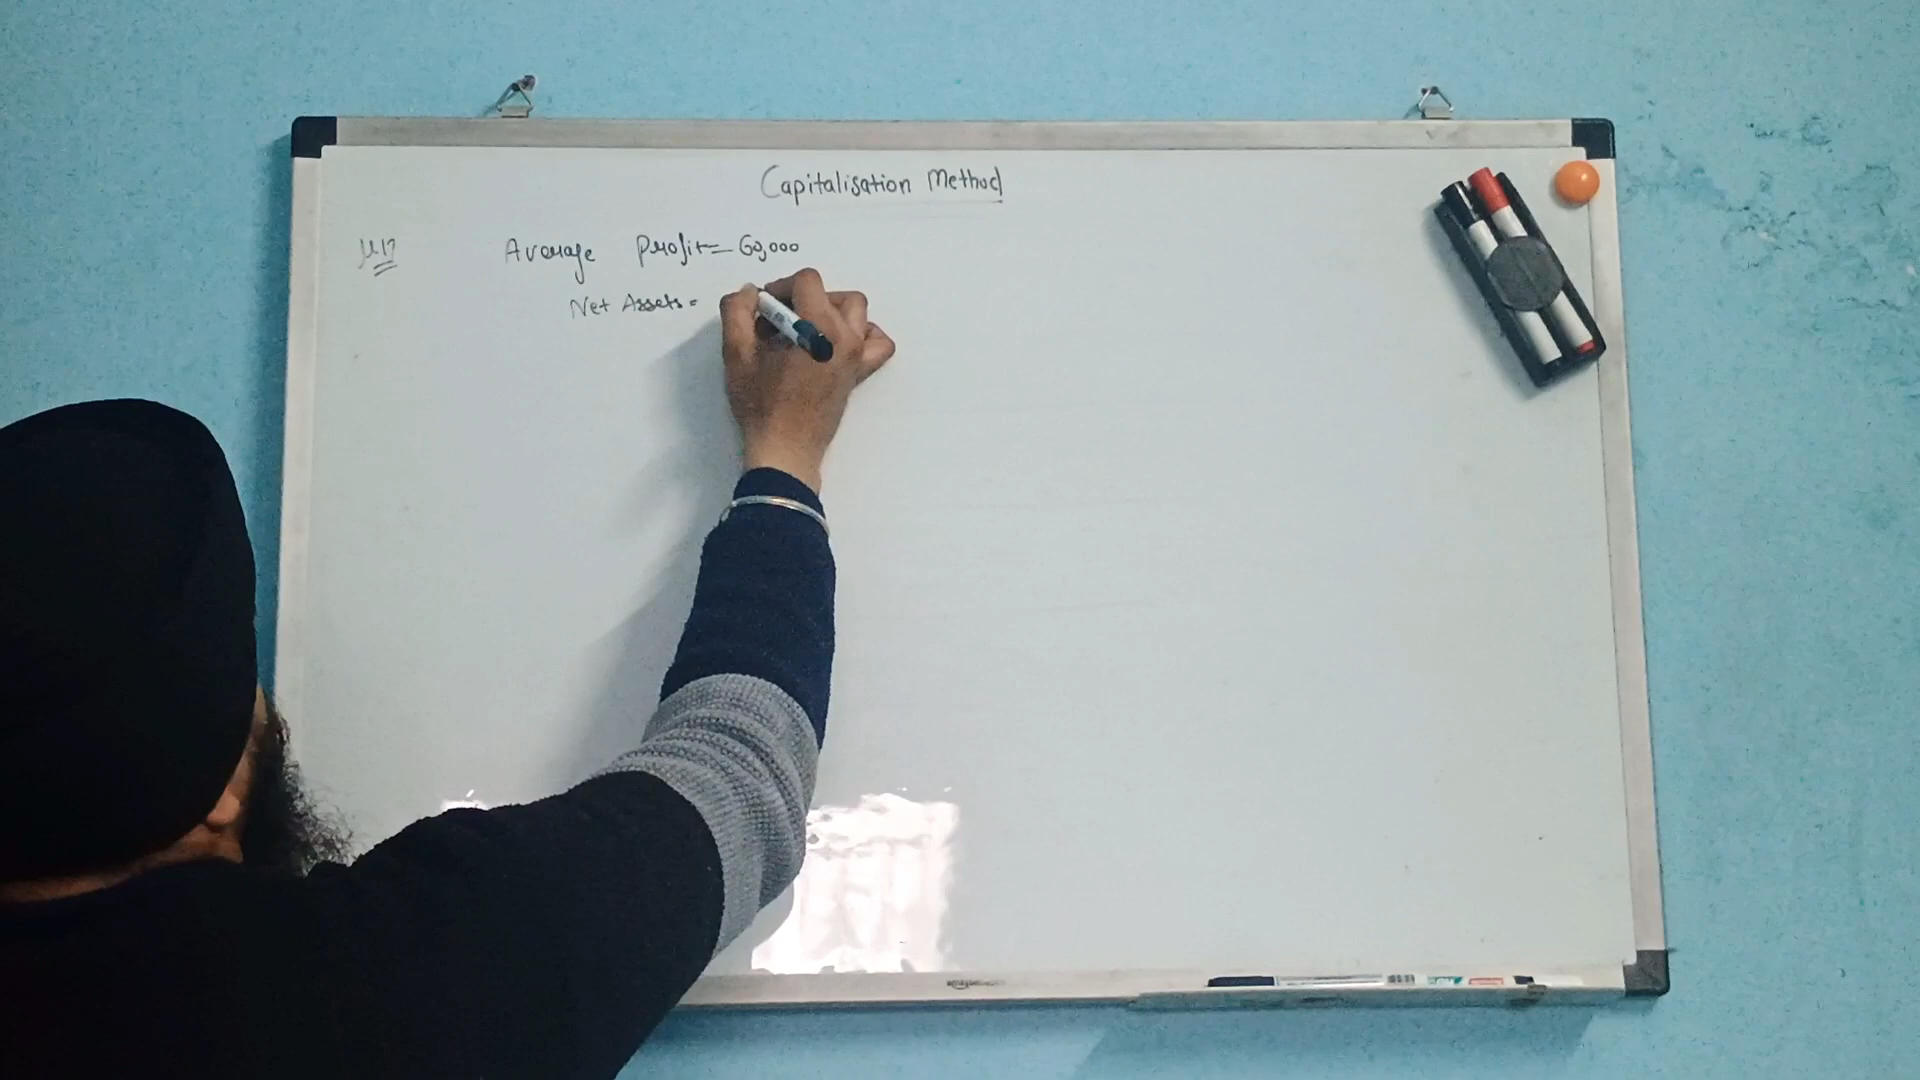 Capitalisation Method
Average Profit = 60,000
Net Assets =